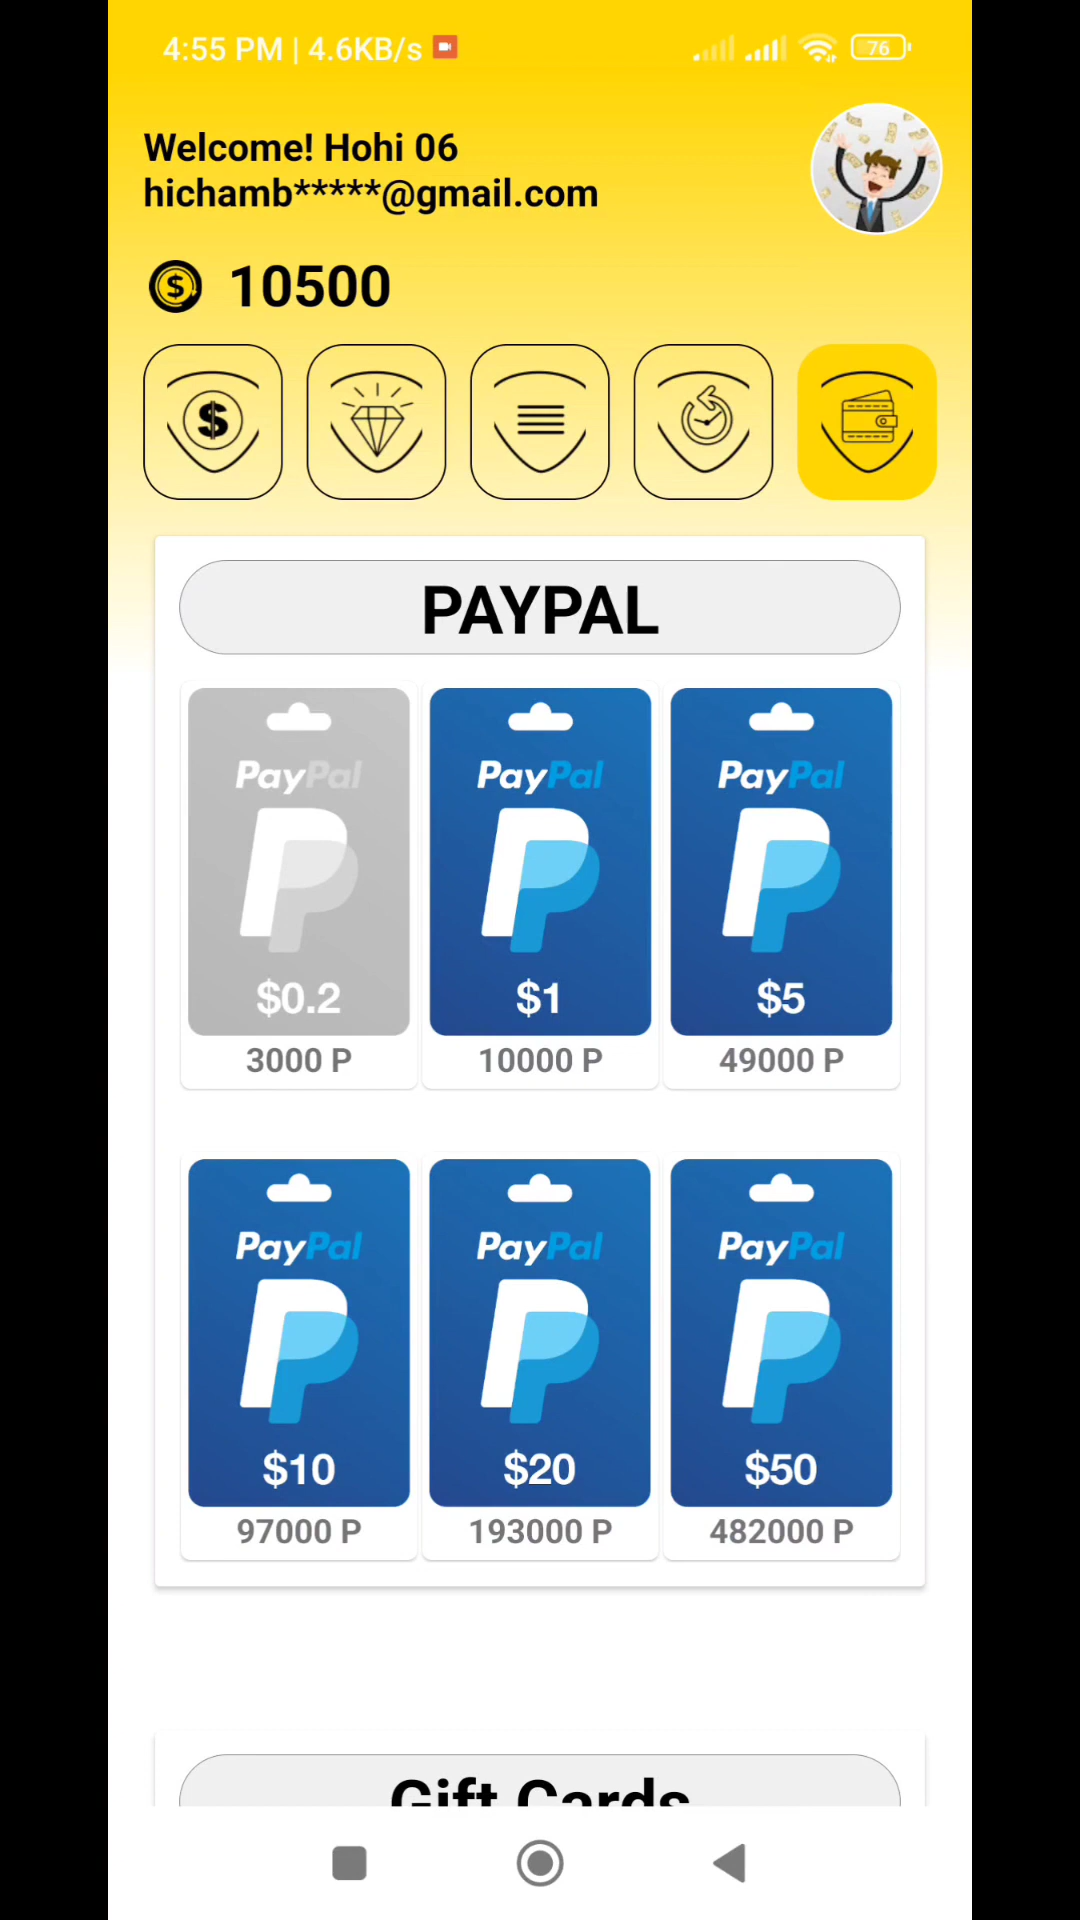 4:55 PM | 4.6KB/s
76
Welcome! Hohi 06
hichamb*****@gmail.com
10500
PAYPAL
PayPal
$0.2
3000 P
PayPal
$1
10000 P
PayPal
$5
49000 P
PayPal
$10
97000 P
PayPal
$20
193000 P
PayPal
$50
482000 P
Gift Cards